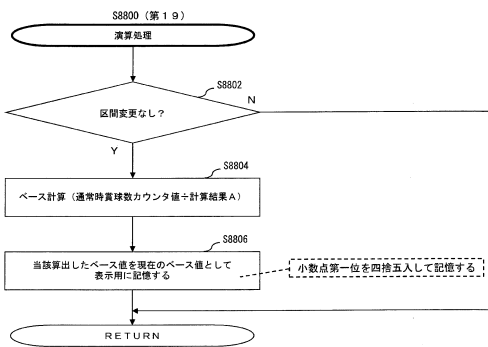 S8800（第１９）
演算処理
S8802
N
区間変更なし？
Y
S8804
ベース計算（通常時賞球数カウンタ値÷計算結果Ａ）
S8806
当該算出したベース値を現在のベース値として
表示用に記憶する
小数点第一位を四捨五入して記憶する
ＲＥＴＵＲＮ